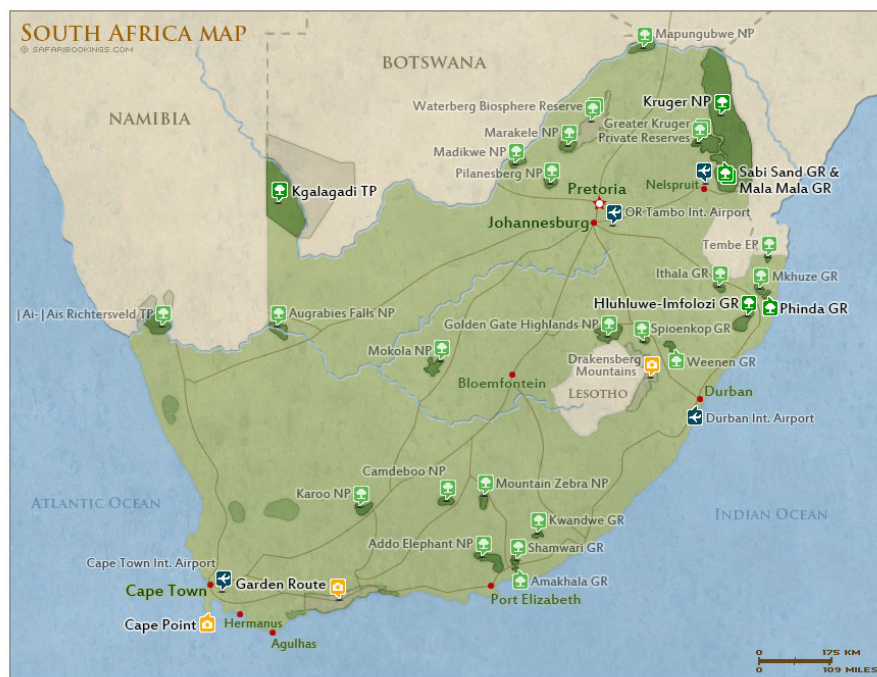 SOUTH AFRICA MAP
© SAFARIBOOKINGS.COM
Mapungubwe NP
BOTSWANA
NAMIBIA
Waterberg Biosphere Reserve
Kruger NP
Greater Kruger
Private Reserves
Marakele NP
Madikwe NP
Pilanesberg NP
Sabi Sand GR &
Mala Mala GR
Nelspruit
Kgalagadi TP
Pretoria
OR Tambo Int. Airport
Johannesburg
Tembe EP
Ithala GR
Mkhuze GR
Hluhluwe-Imfolozi GR
Phinda GR
|Ai-|Ais Richtersveld TP
Augrabies Falls NP
Golden Gate Highlands NP
Spioenkop GR
Mokola NP
Drakensberg
Mountains
Weenen GR
Bloemfontein
LESOTHO
Durban
Durban Int. Airport
Camdeboo NP
Mountain Zebra NP
Karoo NP
ATLANTIC OCEAN
INDIAN OCEAN
Kwandwe GR
Addo Elephant NP
Shamwari GR
Cape Town Int. Airport
Amakhala GR
Garden Route
Cape Town
Port Elizabeth
Cape Point
Hermanus
Agulhas
0 175 KM
0 109 MILES